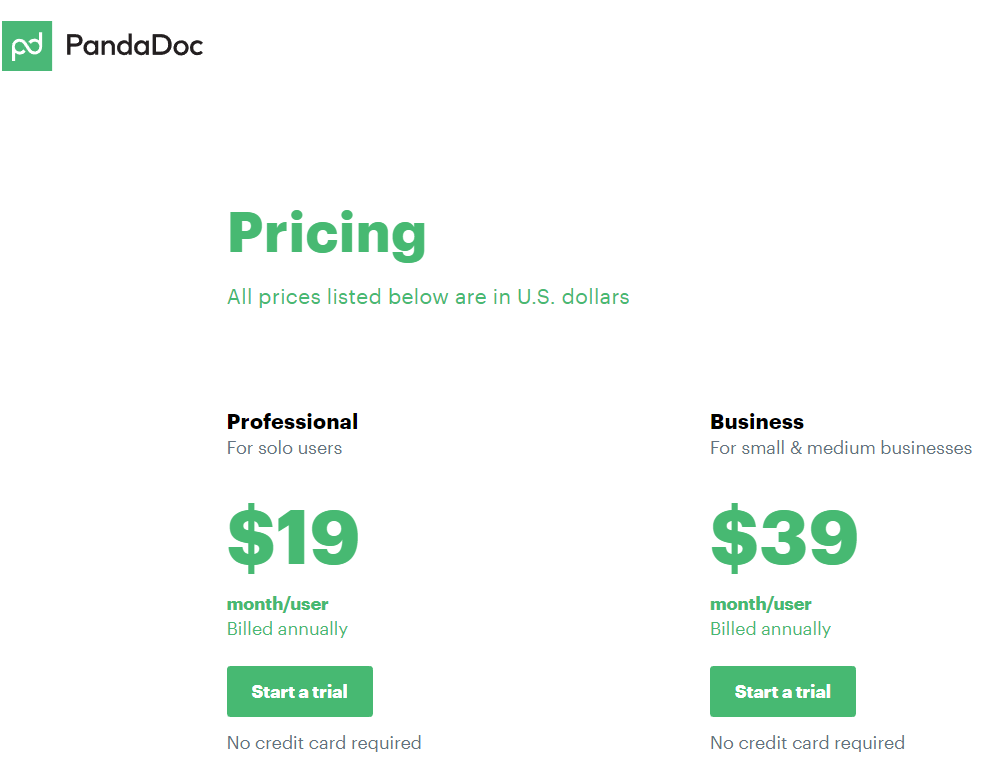 pd PandaDoc
Pricing
All prices listed below are in U.S. dollars
Professional
For solo users
$19
month/user
Billed annually
Start a trial
No credit card required
Business
For small & medium businesses
$39
month/user
Billed annually
Start a trial
No credit card required